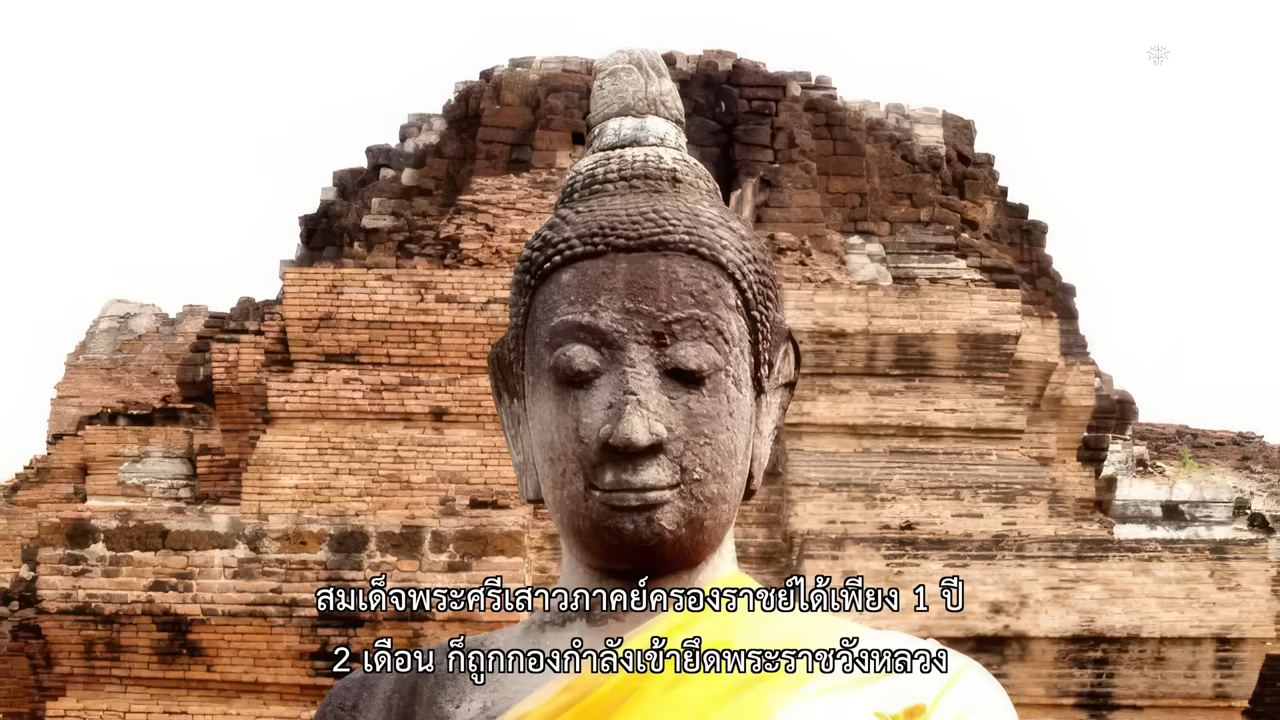 สมเด็จพระศรีเสาวภาคย์ครองราชย์ได้เพียง 1 ปี
2 เดือน ก็ถูกกองกำลังเข้ายึดพระราชวังหลวง